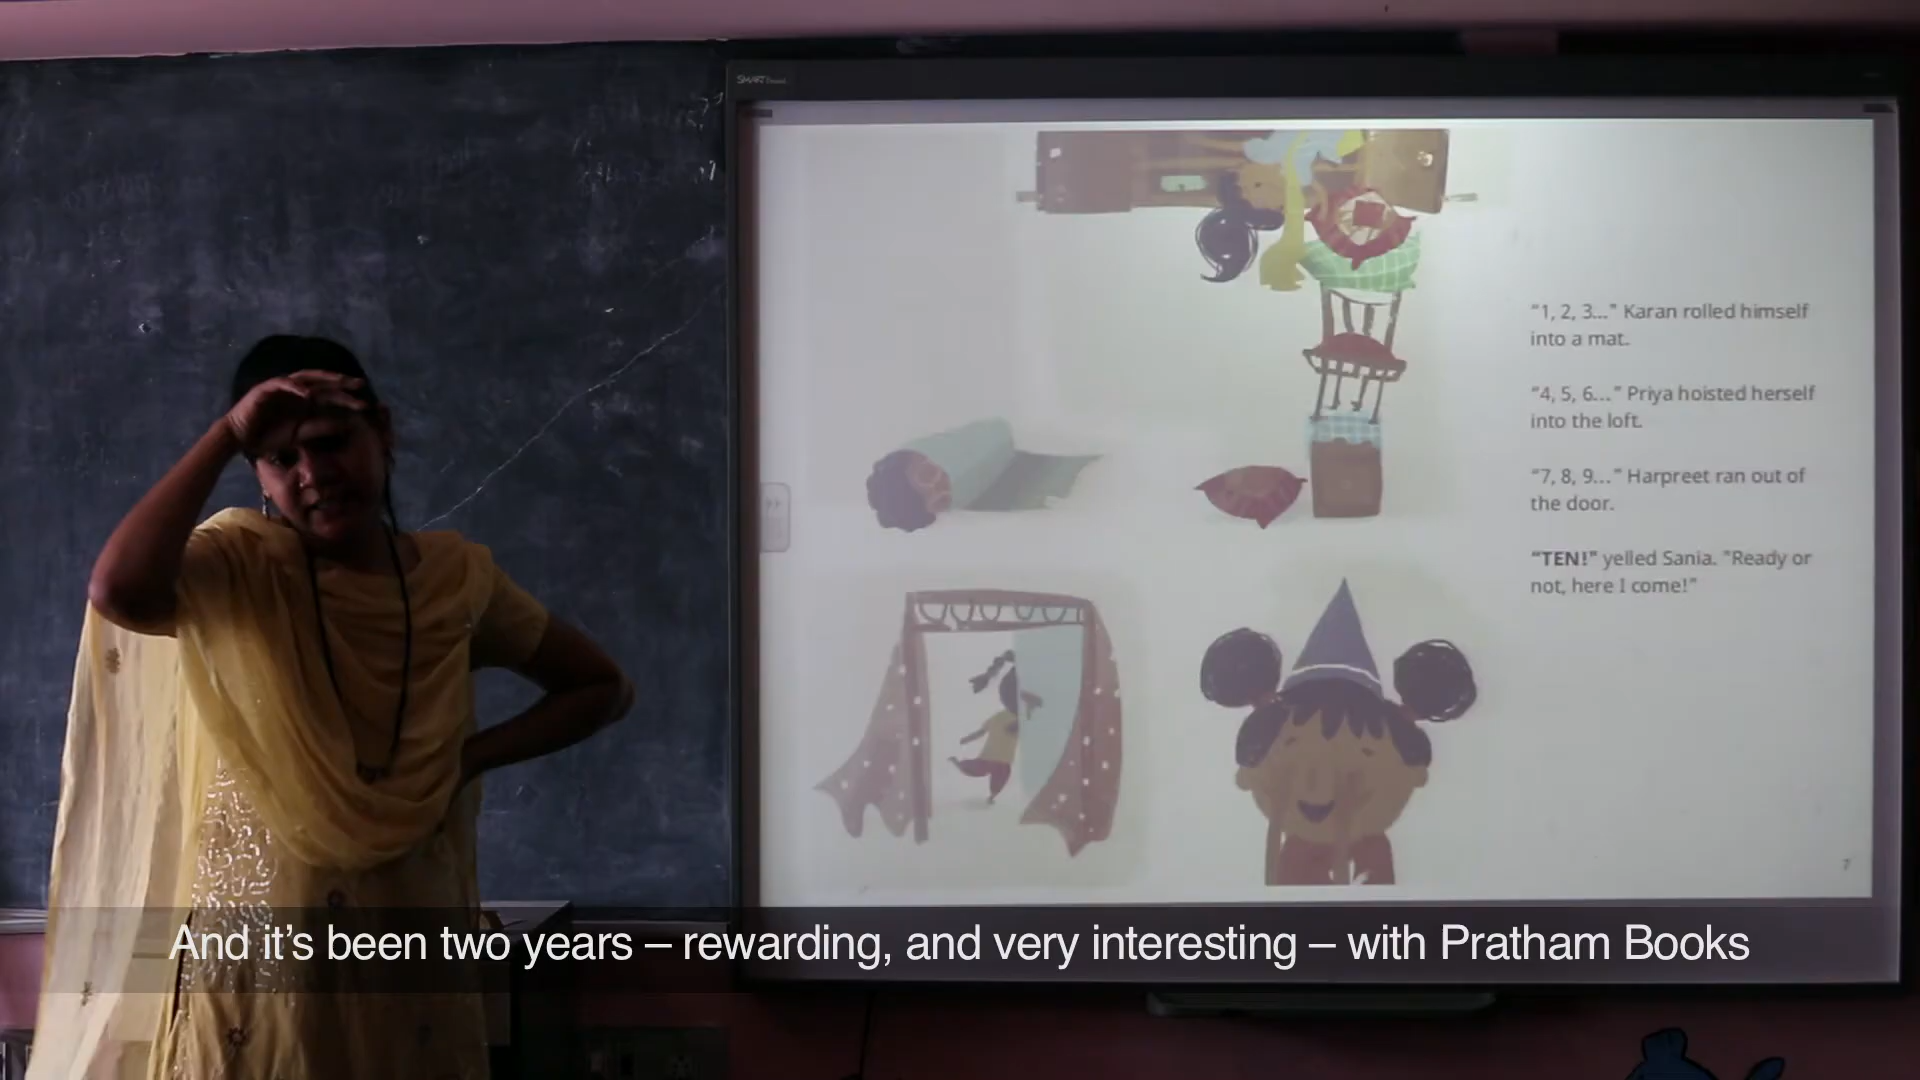 SMART Board
“1, 2, 3...” Karan rolled himself
into a mat.
“4, 5, 6...” Priya hoisted herself
into the loft.
“7, 8, 9...” Harpreet ran out of
the door.
“TEN!” yelled Sania. "Ready or
not, here I come!”
7
And it’s been two years – rewarding, and very interesting – with Pratham Books